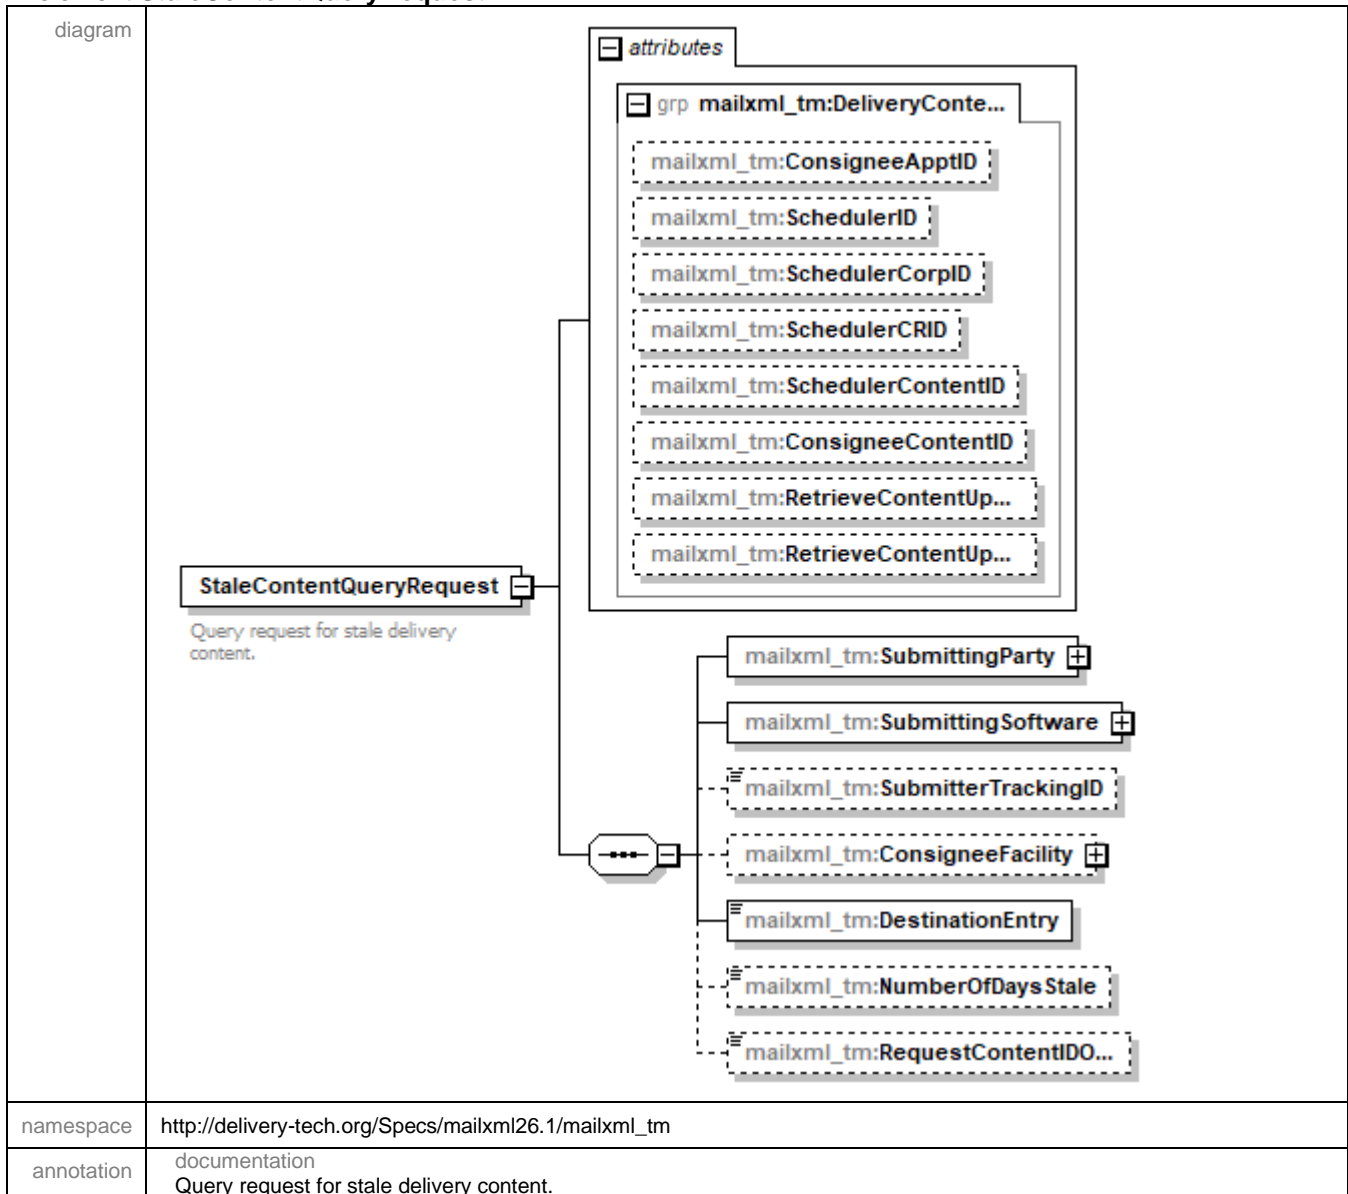 diagram
attributes
grp mailxml_tm:DeliveryConte...
mailxml_tm:ConsigneeApptID
mailxml_tm:SchedulerID
mailxml_tm:SchedulerCorpID
mailxml_tm:SchedulerCRID
mailxml_tm:SchedulerContentID
mailxml_tm:ConsigneeContentID
mailxml_tm:RetrieveContentUp...
mailxml_tm:RetrieveContentUp...
StaleContentQueryRequest
Query request for stale delivery
content.
mailxml_tm:SubmittingParty
mailxml_tm:SubmittingSoftware
mailxml_tm:SubmitterTrackingID
mailxml_tm:ConsigneeFacility
mailxml_tm:DestinationEntry
mailxml_tm:NumberOfDaysStale
mailxml_tm:RequestContentIDO...
namespace http://delivery-tech.org/Specs/mailxml26.1/mailxml_tm
annotation
documentation
Query request for stale delivery content.